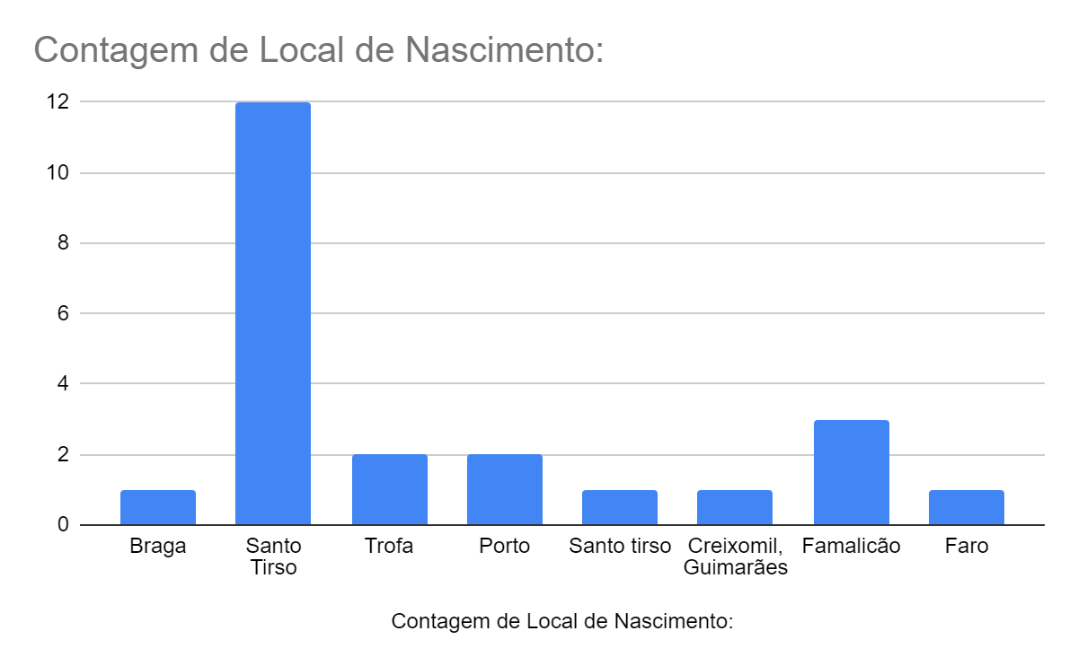 Contagem de Local de Nascimento:
12
10
8
6
4
2
0
Braga
Santo
Tirso
Trofa
Porto
Santo tirso
Creixomil,
Guimarães
Famalicão
Faro
Contagem de Local de Nascimento: